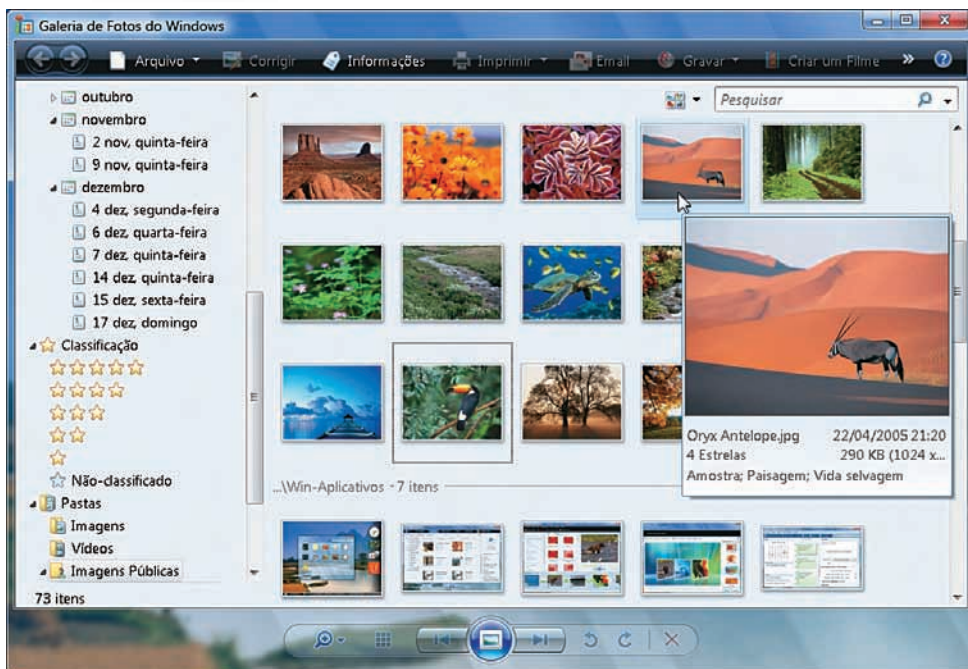 Galeria de Fotos do Windows
Arquivo Corrigir Informações Imprimir Email Gravar Criar um Filme »
Pesquisar
outubro
novembro
2 nov, quinta-feira
9 nov, quinta-feira
dezembro
4 dez, segunda-feira
6 dez, quarta-feira
7 dez, quinta-feira
14 dez, quinta-feira
15 dez, sexta-feira
17 dez, domingo
Classificação
Não-classificado
Pastas
Imagens
Vídeos
Imagens Públicas
73 itens
Oryx Antelope.jpg 22/04/2005 21:20
4 Estrelas 290 KB (1024 x...
Amostra; Paisagem; Vida selvagem
...\Win-Aplicativos - 7 itens